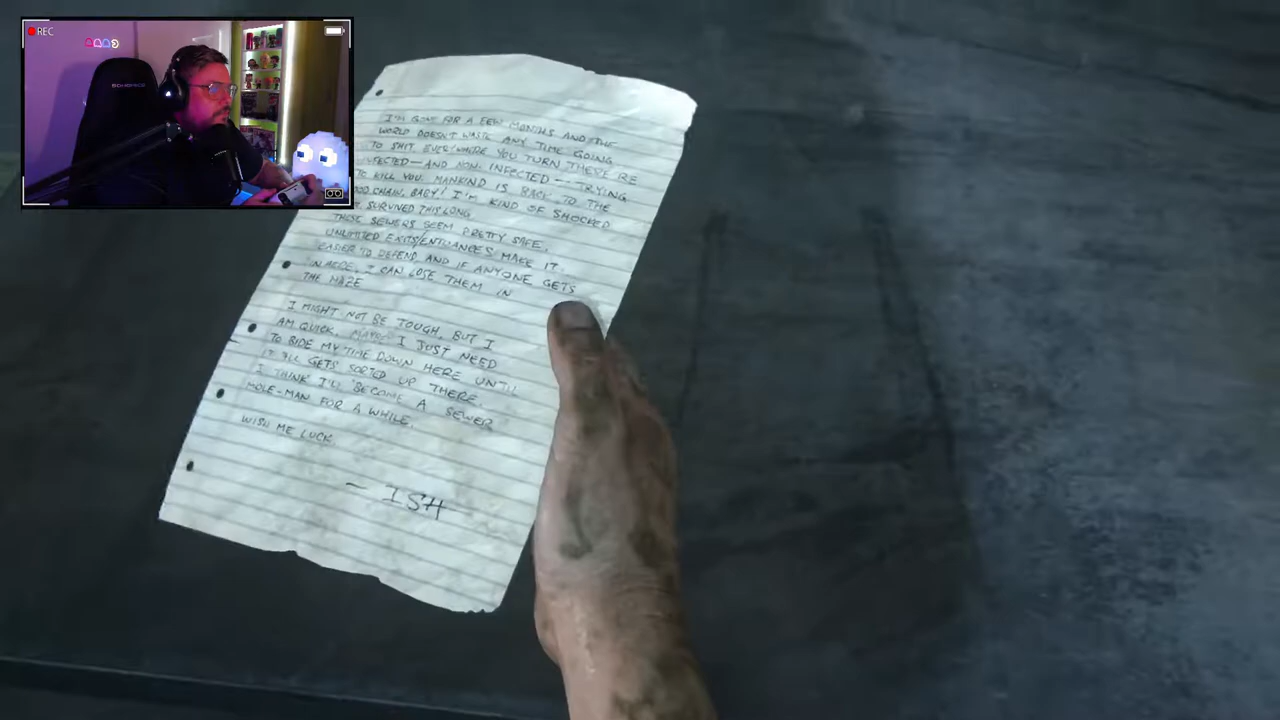 REC
I'M GONE FOR A FEW MONTHS AND THE
WORLD DOESN'T WASTE ANY TIME GOING
TO SHIT. EVERYWHERE YOU TURN THERE'RE
INFECTED—AND NON-INFECTED—TRYING
TO KILL YOU. MANKIND IS BACK TO THE
FOOD CHAIN, BABY! I'M KIND OF SHOCKED
SURVIVED THIS LONG.
THESE SEWERS SEEM PRETTY SAFE.
UNLIMITED EXITS/ENTRANCES MAKE IT
EASIER TO DEFEND AND IF ANYONE GETS
IN HERE, I CAN LOSE THEM IN
THE MAZE
I MIGHT NOT BE TOUGH, BUT I
AM QUICK. MAYBE I JUST NEED
TO BIDE MY TIME DOWN HERE UNTIL
IT ALL GETS SORTED UP THERE.
I THINK I'LL BECOME A SEWER
MOLE-MAN FOR A WHILE.
WISH ME LUCK.
— ISH